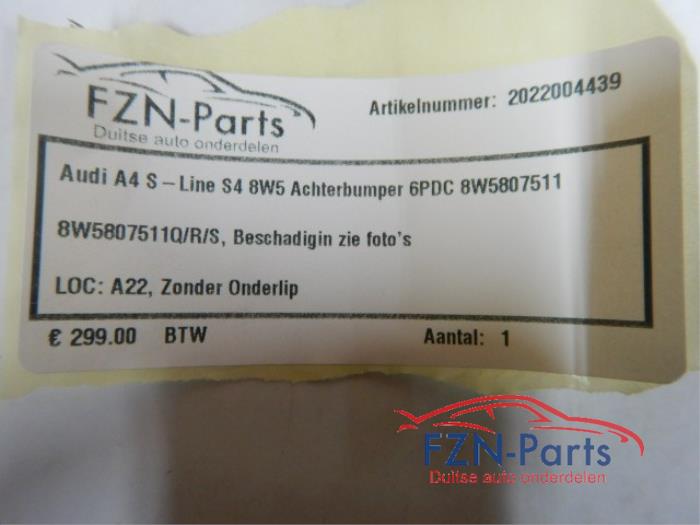 FZN-Parts
Duitse auto onderdelen
Artikelnummer: 2022004439
Audi A4 S-Line S4 8W5 Achterbumper 6PDC 8W5807511
8W5807511Q/R/S, Beschadigin zie foto's
LOC: A22, Zonder Onderlip
€ 299.00 BTW Aantal: 1
FZN-Parts
Duitse auto onderdelen